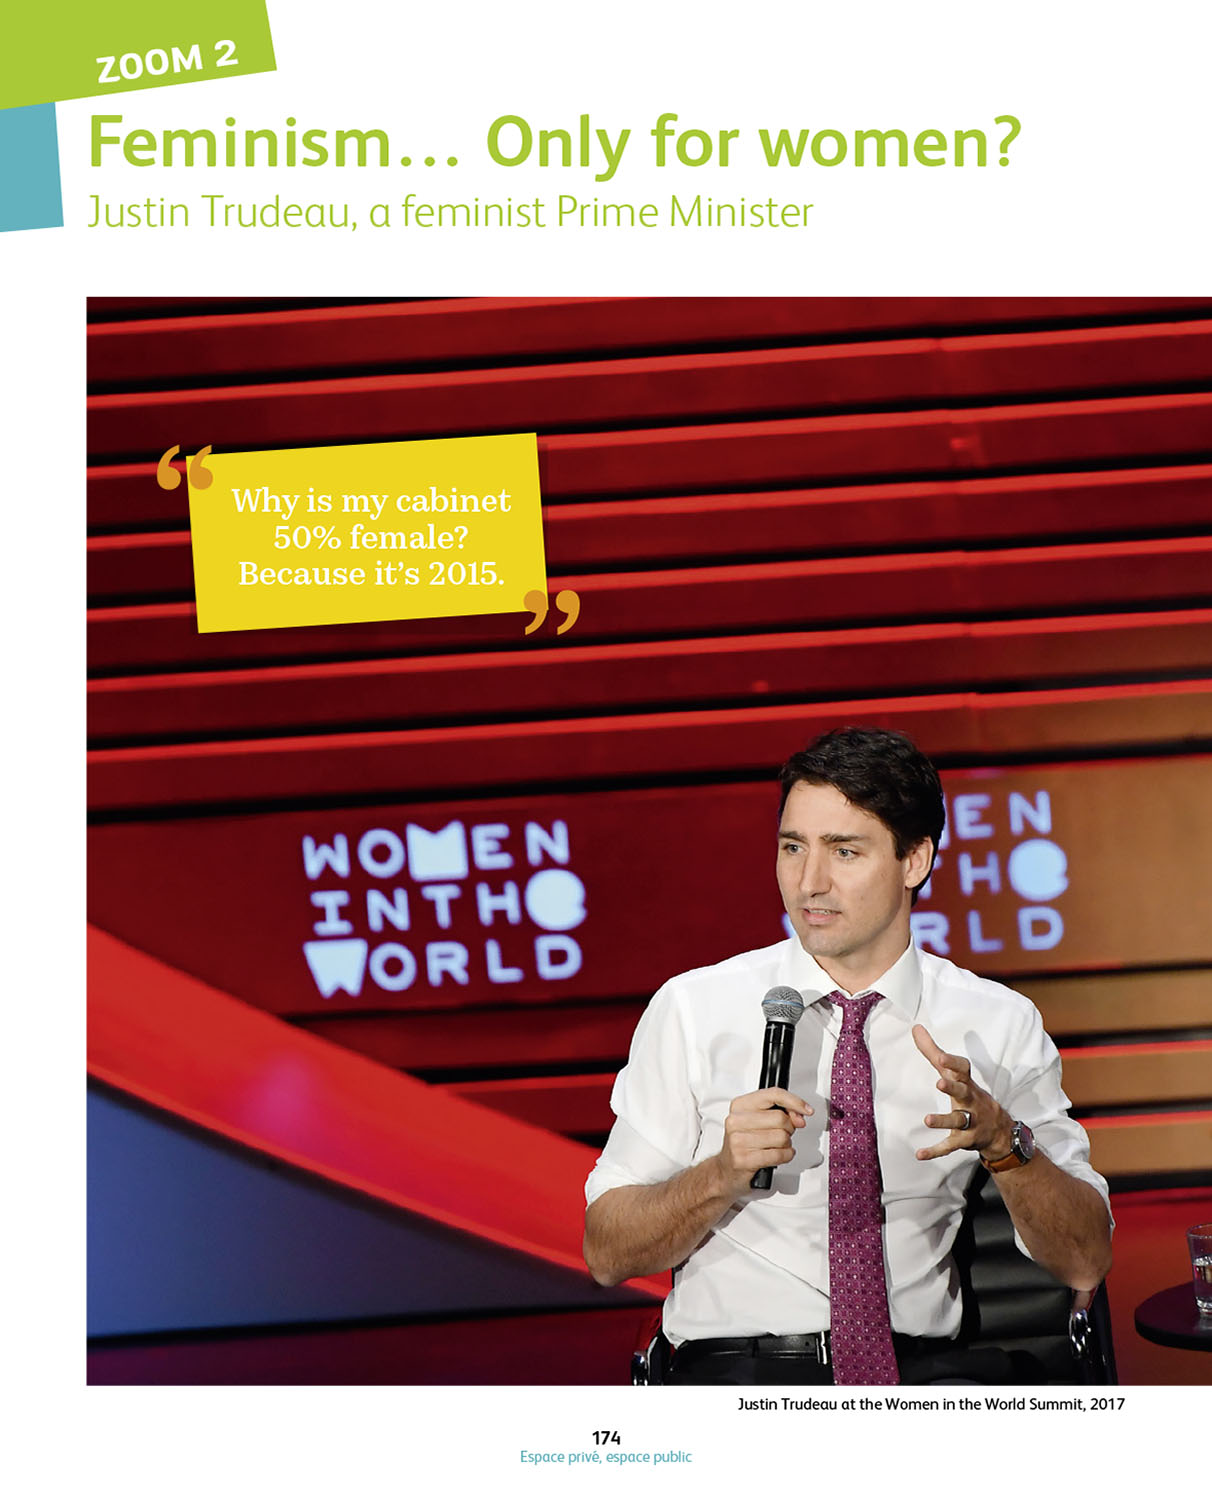 ZOOM 2
Feminism… Only for women?
Justin Trudeau, a feminist Prime Minister
“
Why is my cabinet
50% female?
Because it’s 2015.
”
WOMEN
IN THE
WORLD
EN
HE
RLD
Justin Trudeau at the Women in the World Summit, 2017
174
Espace privé, espace public